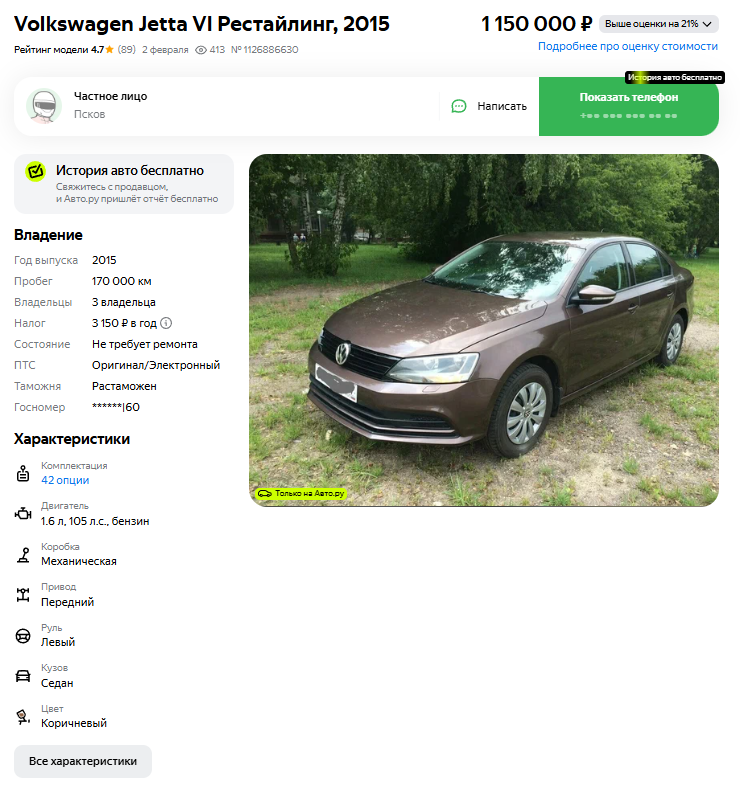 Volkswagen Jetta VI Рестайлинг, 2015
1 150 000 ₽ Выше оценки на 21%
Рейтинг модели 4.7 (89) 2 февраля 413 № 1126886630
Подробнее про оценку стоимости
История авто бесплатно
Частное лицо
Псков
Написать
Показать телефон
+•• ••• ••• •• ••
История авто бесплатно
Свяжитесь с продавцом,
и Авто.ру пришлёт отчёт бесплатно
Владение
Год выпуска 2015
Пробег 170 000 км
Владельцы 3 владельца
Налог 3 150 ₽ в год
Состояние Не требует ремонта
ПТС Оригинал/Электронный
Таможня Растаможен
Госномер ******|60
Характеристики
Комплектация
42 опции
Двигатель
1.6 л, 105 л.с., бензин
Коробка
Механическая
Привод
Передний
Руль
Левый
Кузов
Седан
Цвет
Коричневый
Все характеристики
Только на Авто.ру